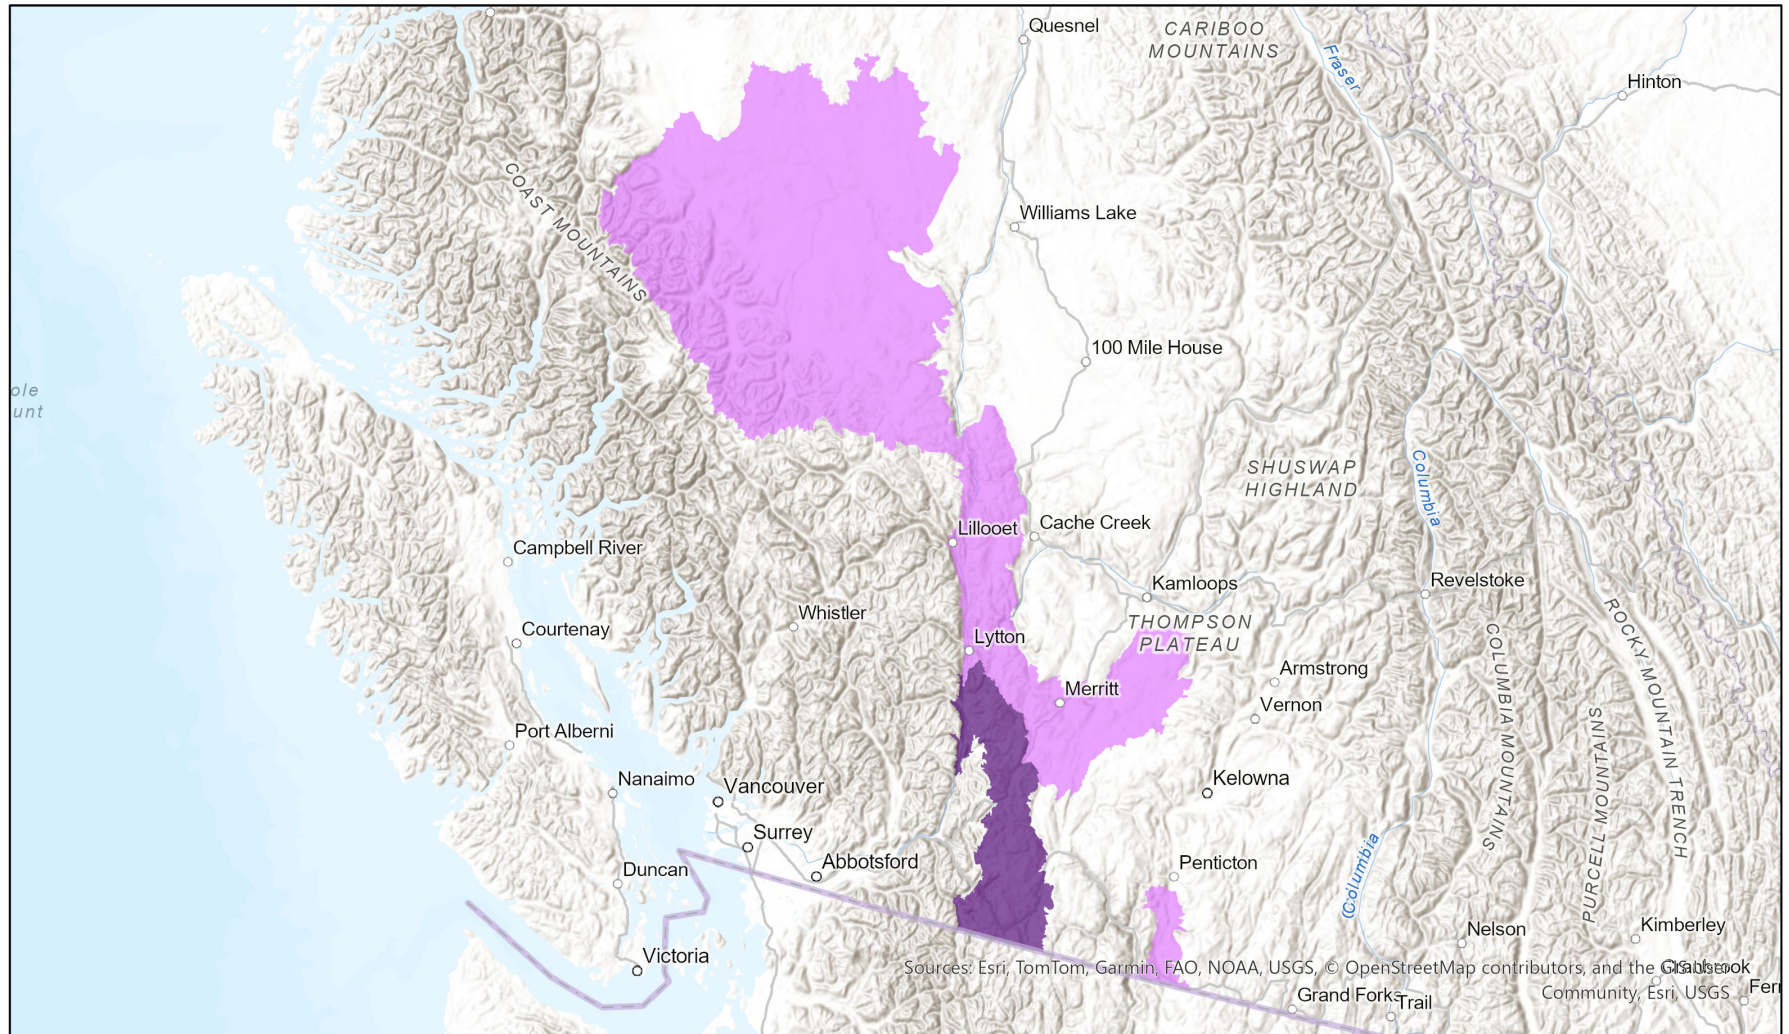 Quesnel
CARIBOO
MOUNTAINS
Fraser
Hinton
COAST MOUNTAINS
Williams Lake
100 Mile House
ole
unt
SHUSWAP
HIGHLAND
Columbia
Lillooet
Cache Creek
Campbell River
Kamloops
Revelstoke
Whistler
THOMPSON
PLATEAU
Courtenay
Lytton
ROCKY MOUNTAIN TRENCH
COLUMBIA MOUNTAINS
Armstrong
Merritt
Vernon
PURCELL MOUNTAINS
Port Alberni
Nanaimo
Vancouver
Kelowna
Surrey
Abbotsford
Penticton
Duncan
(Columbia
Kimberley
Nelson
Victoria
Sources: Esri, TomTom, Garmin, FAO, NOAA, USGS, © OpenStreetMap contributors, and the GIS User
Community, Esri, USGS
Cranbrook
Fer
Grand Forks
Trail